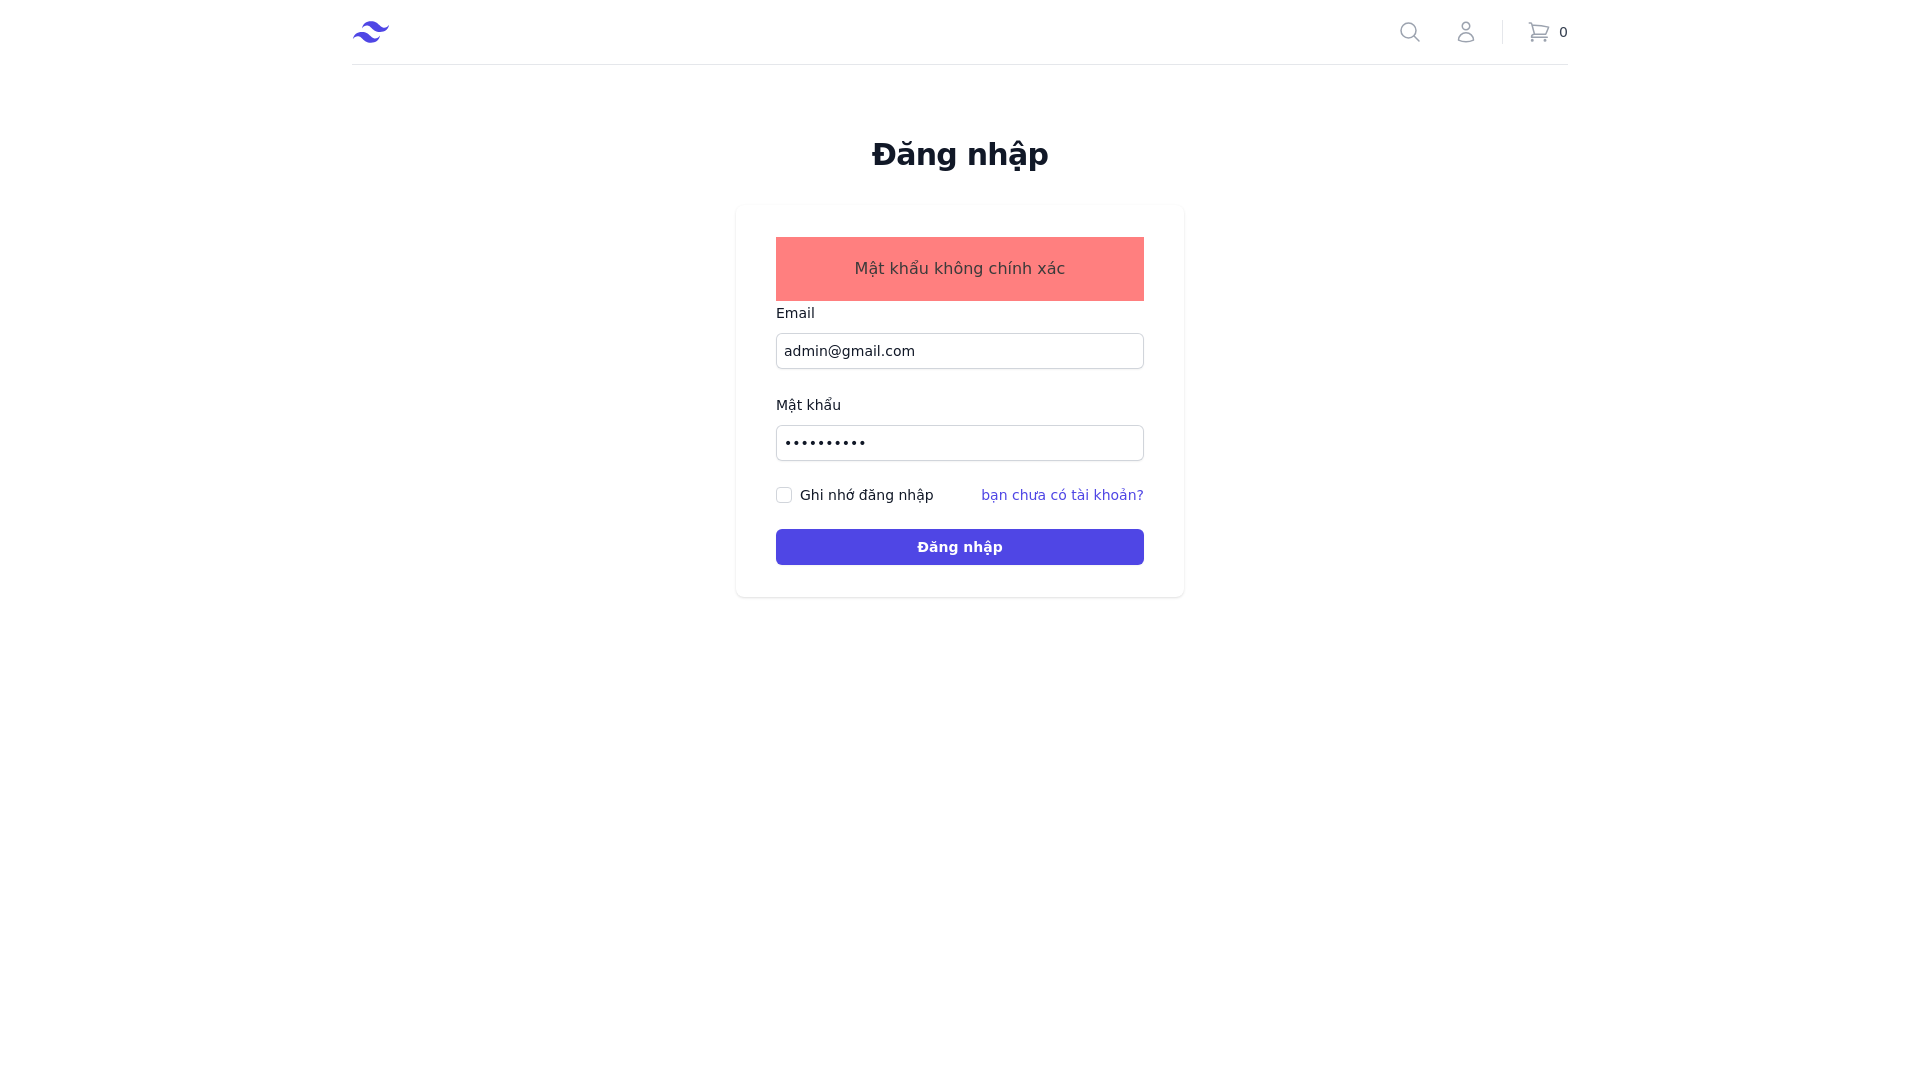 0
Đăng nhập
Mật khẩu không chính xác
Email
admin@gmail.com
Mật khẩu
••••••••••
Ghi nhớ đăng nhập bạn chưa có tài khoản?
Đăng nhập